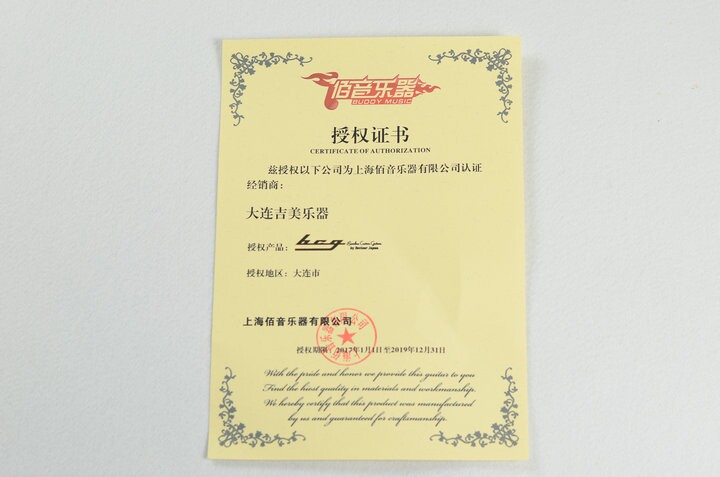 佰音乐器
BUDDY MUSIC
授权证书
CERTIFICATE OF AUTHORIZATION
兹授权以下公司为上海佰音乐器有限公司认证
经销商：
大连吉美乐器
授权产品：bcg
授权地区：大连市
上海佰音乐器有限公司
授权期限：2017年1月1日至2019年12月31日
With the pride and honor we provide this guitar to you
Find the hiest quality in materials and workmanship.
We hereby certify that this product was manufactured
by us and guaranteed for craftsmanship.